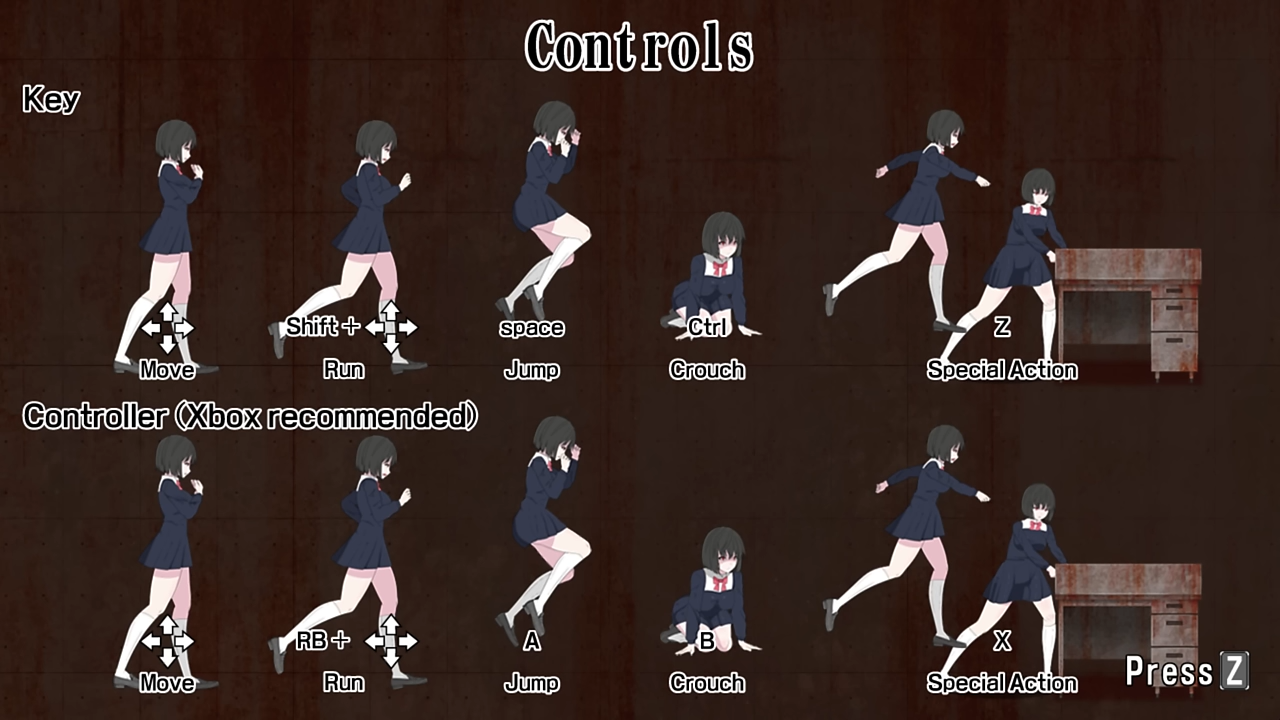 Controls
Key
Shift + space Ctrl Z
Move Run Jump Crouch Special Action
Controller (Xbox recommended)
RB + A B X
Move Run Jump Crouch Special Action
Press Z